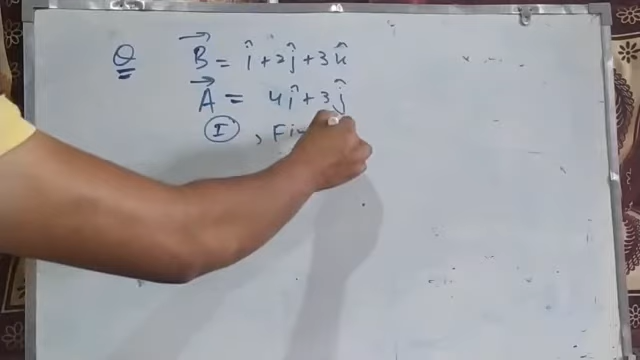 Q B⃗ = î + 2ĵ + 3k̂
A⃗ = 4î + 3ĵ
(I) , Fi